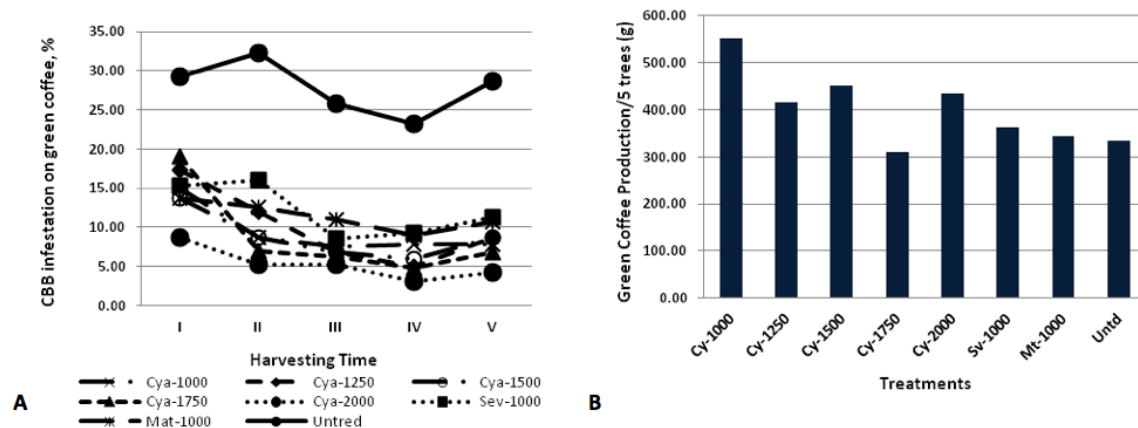 CBB infestation on green coffee, %
35.00
30.00
25.00
20.00
15.00
10.00
5.00
0.00
I II III IV V
Harvesting Time
Cya-1000 Cya-1250 Cya-1500
Cya-1750 Cya-2000 Sev-1000
Mat-1000 Untred
A
Green Coffee Production/5 trees (g)
600.00
500.00
400.00
300.00
200.00
100.00
0.00
Cy-1000 Cy-1250 Cy-1500 Cy-1750 Cy-2000 Sv-1000 Mt-1000 Untd
Treatments
B